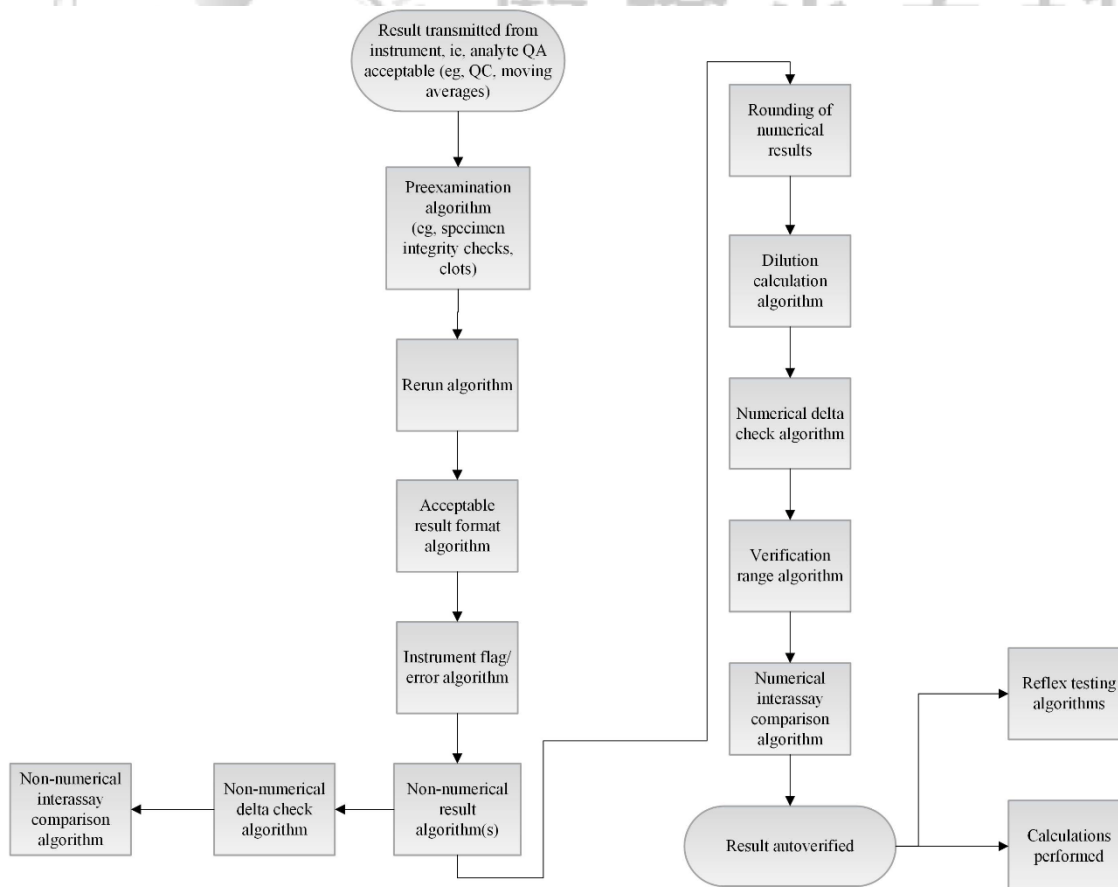 Result transmitted from
instrument, ie, analyte QA
acceptable (eg, QC, moving
averages)
Preexamination
algorithm
(eg, specimen
integrity checks,
clots)
Rerun algorithm
Acceptable
result format
algorithm
Instrument flag/
error algorithm
Non-numerical
result
algorithm(s)
Non-numerical
delta check
algorithm
Non-numerical
interassay
comparison
algorithm
Rounding of
numerical
results
Dilution
calculation
algorithm
Numerical delta
check algorithm
Verification
range algorithm
Numerical
interassay
comparison
algorithm
Result autoverified
Reflex testing
algorithms
Calculations
performed